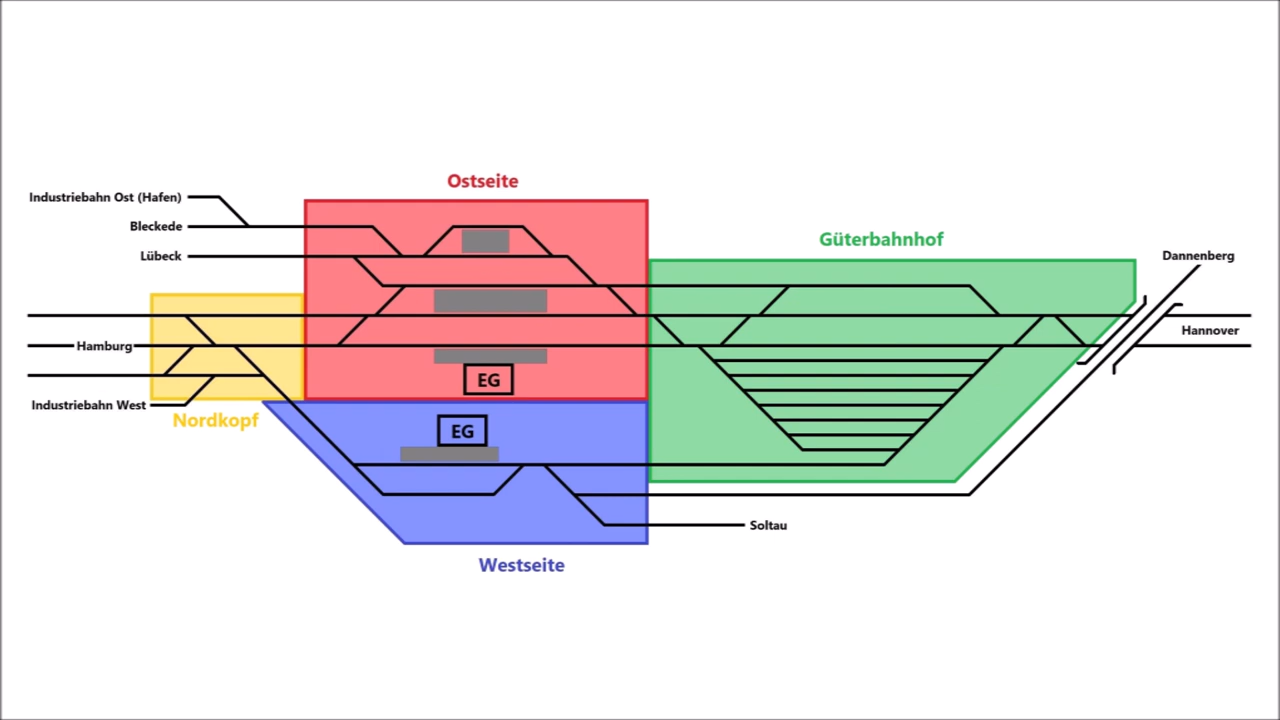 Ostseite
Industriebahn Ost (Hafen)
Bleckede
Lübeck
Güterbahnhof
Dannenberg
Hamburg
Hannover
EG
Industriebahn West
Nordkopf
EG
Soltau
Westseite